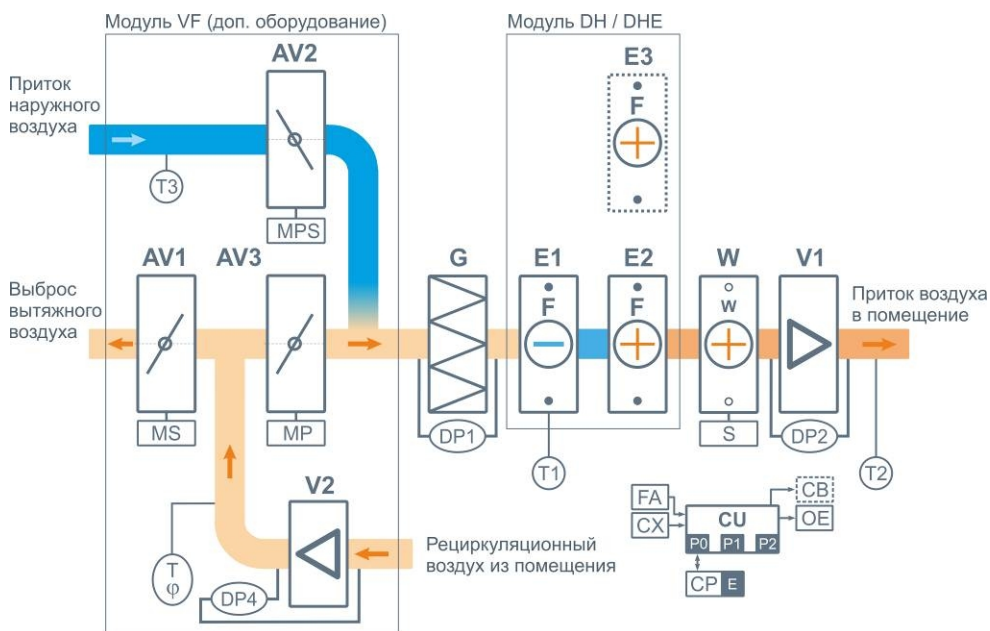 Модуль VF (доп. оборудование)
Модуль DH / DHE
AV2
E3
Приток
наружного
воздуха
F
T3
MPS
AV1
AV3
G
E1
E2
W
V1
Выброс
вытяжного
воздуха
F
F
w
Приток воздуха
в помещение
MS
MP
DP1
S
DP2
T1
T2
V2
FA
CX
CU
CB
OE
P0
P1
P2
Рециркуляционный
воздух из помещения
T
φ
DP4
CP
E